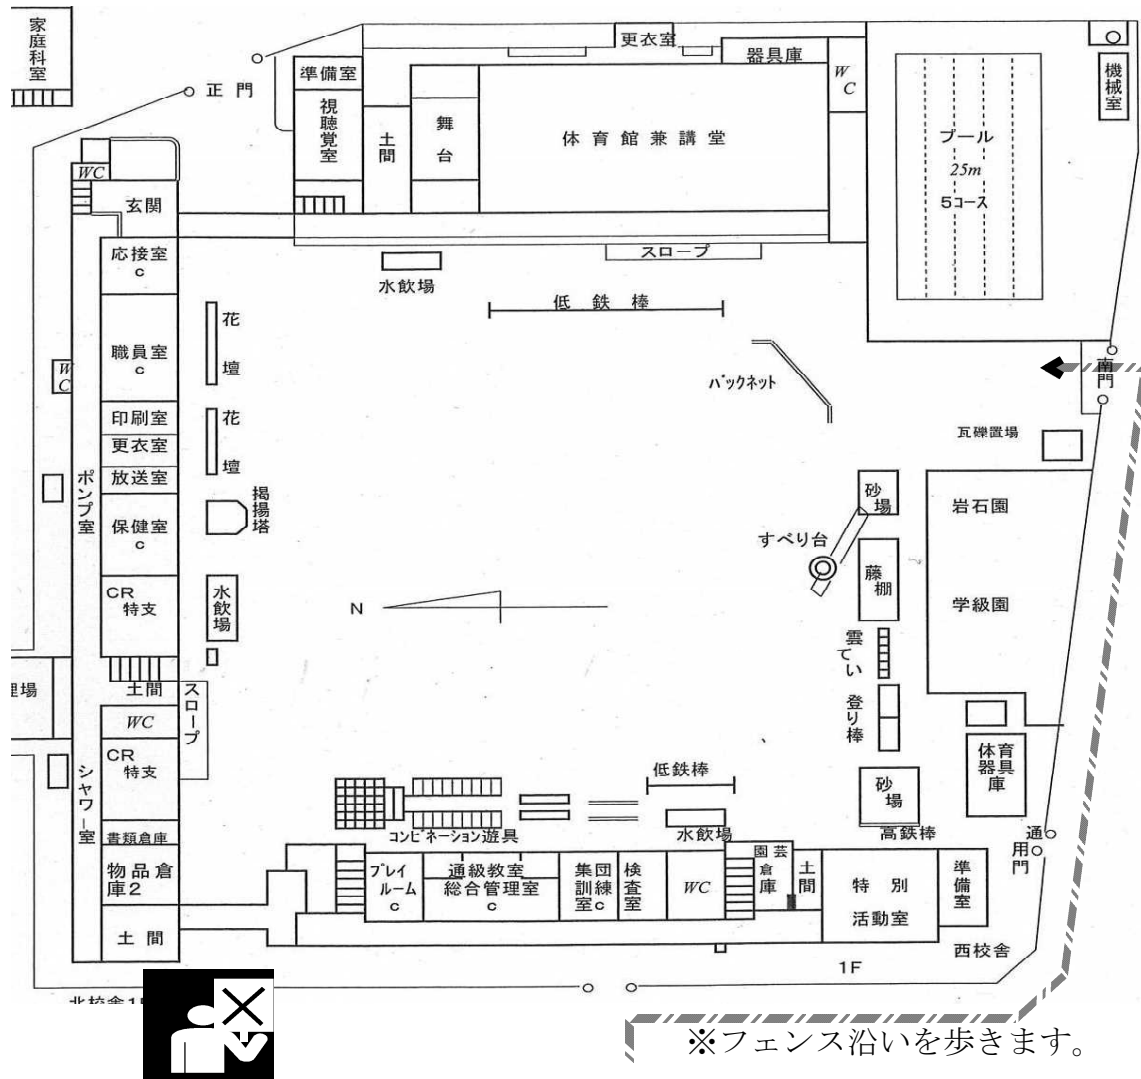 家庭科室
正門
準備室
視聴覚室
土間
舞台
更衣室
器具庫
WC
体育館兼講堂
プール
25m
5コース
機械室
WC
玄関
スロープ
水飲場
低鉄棒
応接室
C
職員室
C
WC
花壇
印刷室
更衣室
放送室
花壇
ポンプ室
保健室
C
掲揚塔
バックネット
南門
瓦礫置場
砂場
岩石園
すべり台
藤棚
学級園
CR
特支
水飲場
N
雲てい
登り棒
土間
スロープ
WC
CR
特支
シャワー室
書類倉庫
物品倉庫2
土間
コンビネーション遊具
低鉄棒
水飲場
砂場
高鉄棒
体育器具庫
通用門
プレイルーム
C
通級教室
総合管理室
C
集団訓練室C
検査室
WC
園芸倉庫
土間
特別活動室
準備室
西校舎
1F
※フェンス沿いを歩きます。